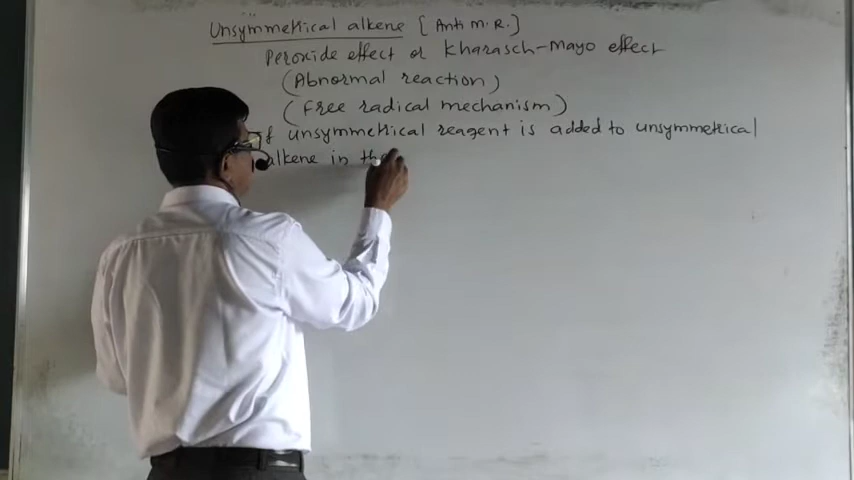 Unsymmetrical alkene [Anti M.R.]
Peroxide effect or Kharasch-Mayo effect
(Abnormal reaction)
(Free radical mechanism)
f unsymmetrical reagent is added to unsymmetrical
alkene in the